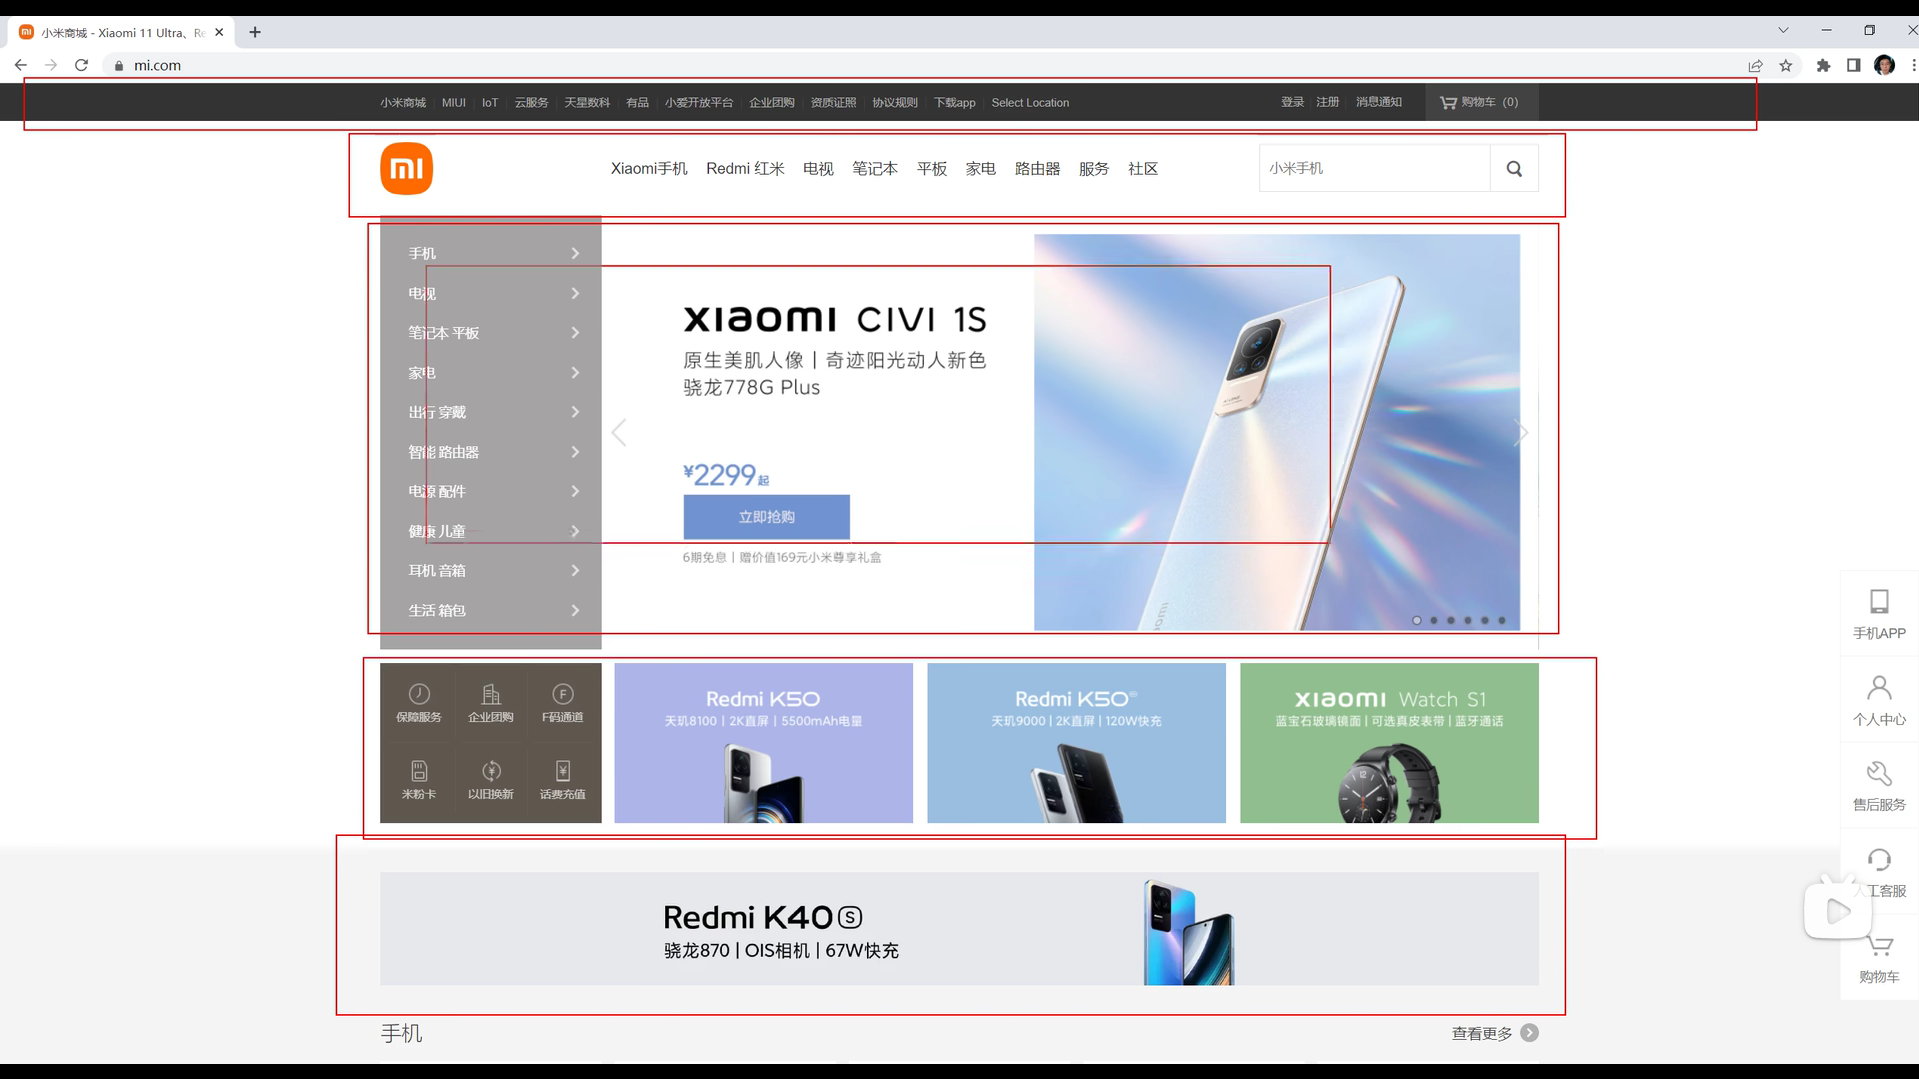 小米商城 - Xiaomi 11 Ultra、Re
mi.com
小米商城 MIUI IoT 云服务 天星数科 有品 小爱开放平台 企业团购 资质证照 协议规则 下载app Select Location 登录 注册 消息通知 购物车 (0)
mi Xiaomi手机 Redmi 红米 电视 笔记本 平板 家电 路由器 服务 社区 小米手机
手机
电视
笔记本 平板
家电
出行 穿戴
智能 路由器
电源 配件
健康 儿童
耳机 音箱
生活 箱包
xiaomi CIVI 1S
原生美肌人像丨奇迹阳光动人新色
骁龙778G Plus
¥2299起
立即抢购
6期免息丨赠价值169元小米尊享礼盒
保障服务 企业团购 F码通道
米粉卡 以旧换新 话费充值
Redmi K50
天玑8100 | 2K直屏 | 5500mAh电量
Redmi K50
天玑9000 | 2K直屏 | 120W快充
xiaomi Watch S1
蓝宝石玻璃镜面 | 可选真皮表带 | 蓝牙通话
Redmi K40S
骁龙870 | OIS相机 | 67W快充
手机 查看更多
手机APP
个人中心
售后服务
人工客服
购物车